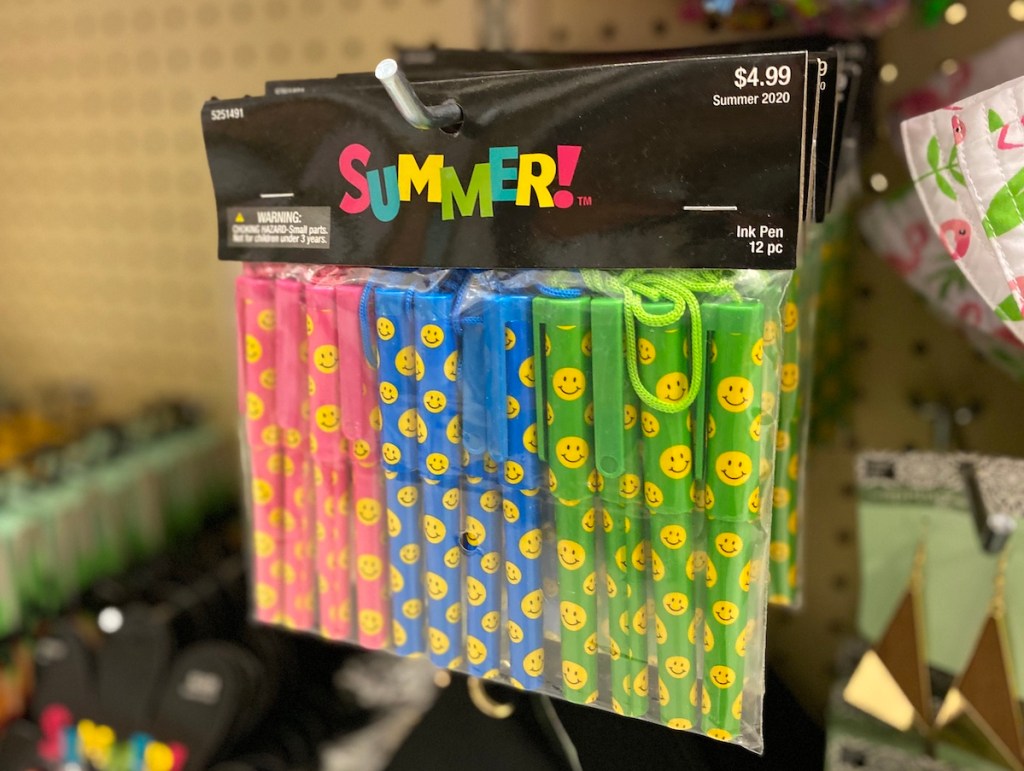 5251491
$4.99
Summer 2020
SUMMER!™
WARNING:
CHOKING HAZARD-Small parts.
Not for children under 3 years.
Ink Pen
12 pc